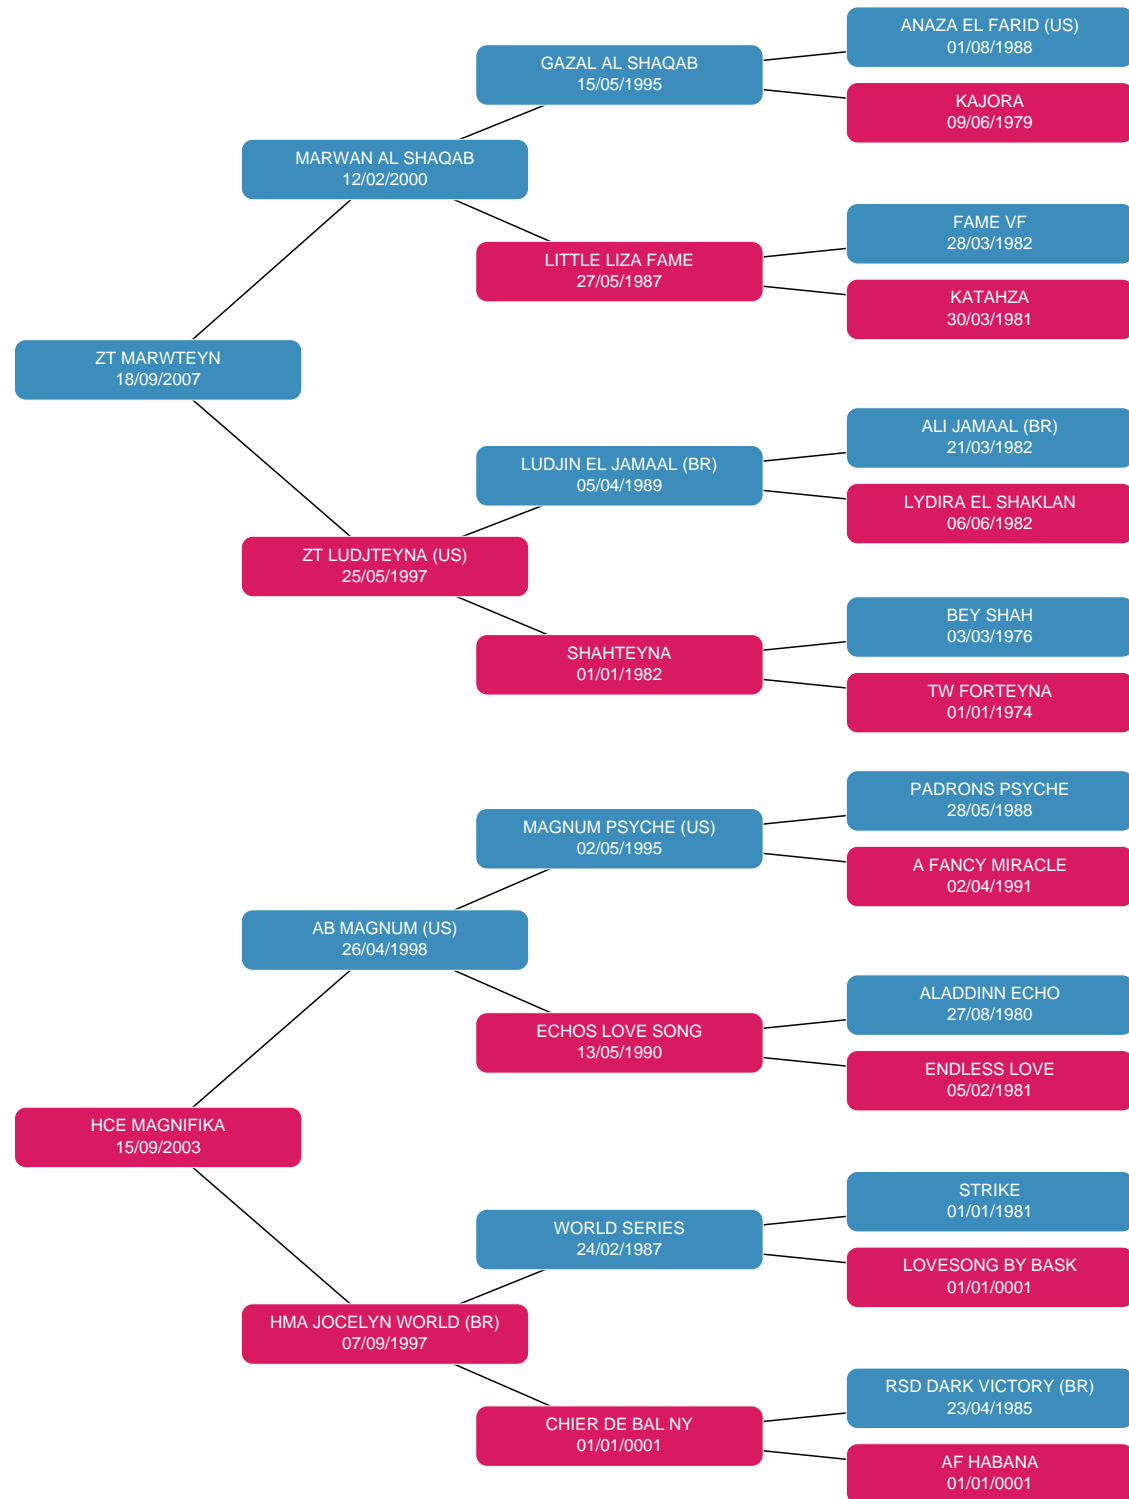 ANAZA EL FARID (US)
01/08/1988
GAZAL AL SHAQAB
15/05/1995
KAJORA
09/06/1979
MARWAN AL SHAQAB
12/02/2000
FAME VF
28/03/1982
LITTLE LIZA FAME
27/05/1987
KATAHZA
30/03/1981
ZT MARWTEYN
18/09/2007
ALI JAMAAL (BR)
21/03/1982
LUDJIN EL JAMAAL (BR)
05/04/1989
LYDIRA EL SHAKLAN
06/06/1982
ZT LUDJTEYNA (US)
25/05/1997
BEY SHAH
03/03/1976
SHAHTEYNA
01/01/1982
TW FORTEYNA
01/01/1974
PADRONS PSYCHE
28/05/1988
MAGNUM PSYCHE (US)
02/05/1995
A FANCY MIRACLE
02/04/1991
AB MAGNUM (US)
26/04/1998
ALADDINN ECHO
27/08/1980
ECHOS LOVE SONG
13/05/1990
ENDLESS LOVE
05/02/1981
HCE MAGNIFIKA
15/09/2003
STRIKE
01/01/1981
WORLD SERIES
24/02/1987
LOVESONG BY BASK
01/01/0001
HMA JOCELYN WORLD (BR)
07/09/1997
RSD DARK VICTORY (BR)
23/04/1985
CHIER DE BAL NY
01/01/0001
AF HABANA
01/01/0001